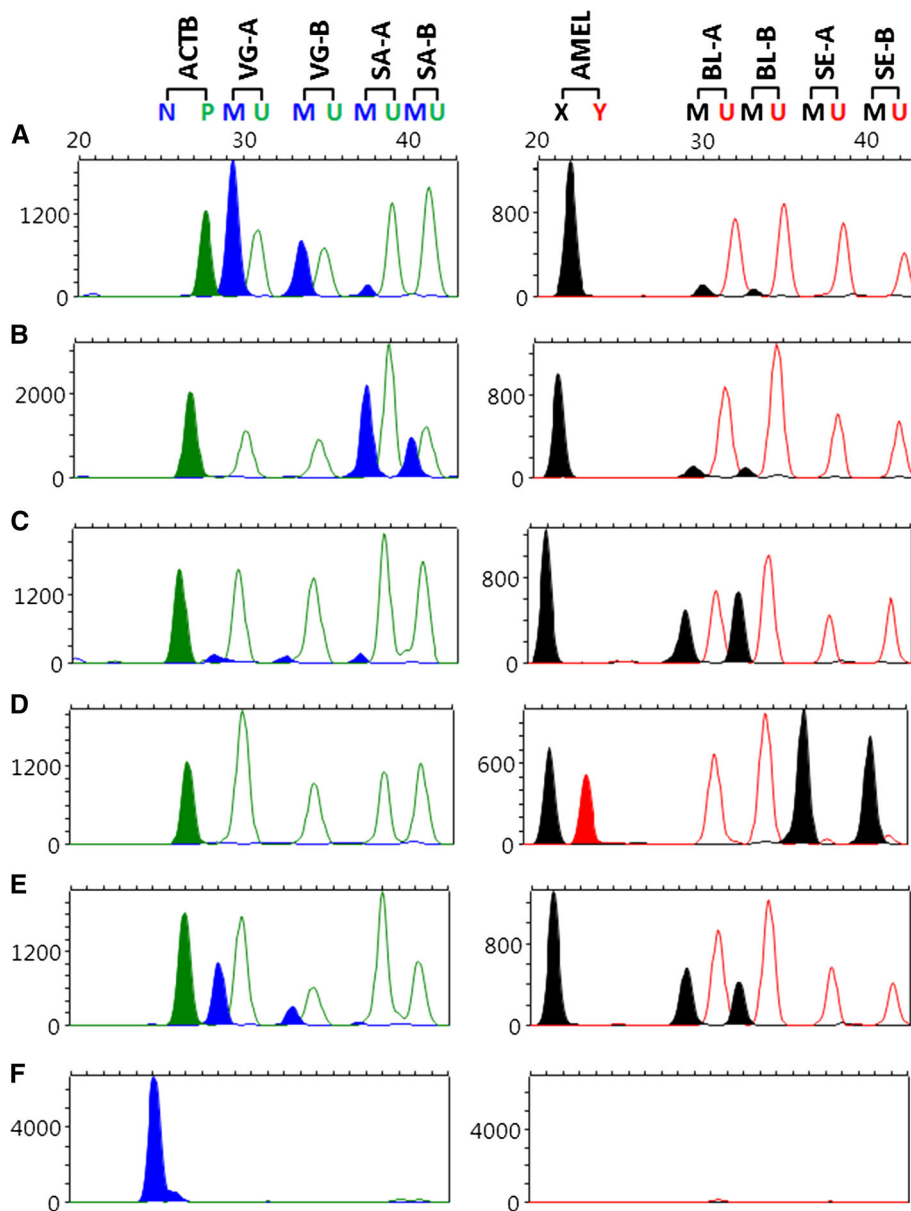 ACTB VG-A VG-B SA-A SA-B AMEL BL-A BL-B SE-A SE-B
N P M U M U M U M U X Y M U M U M U M U
A 20 30 40 20 30 40
1200 800
0 0
B
2000 800
0 0
C
1200 800
0 0
D
1200 600
0 0
E
1200 800
0 0
F
4000 4000
0 0